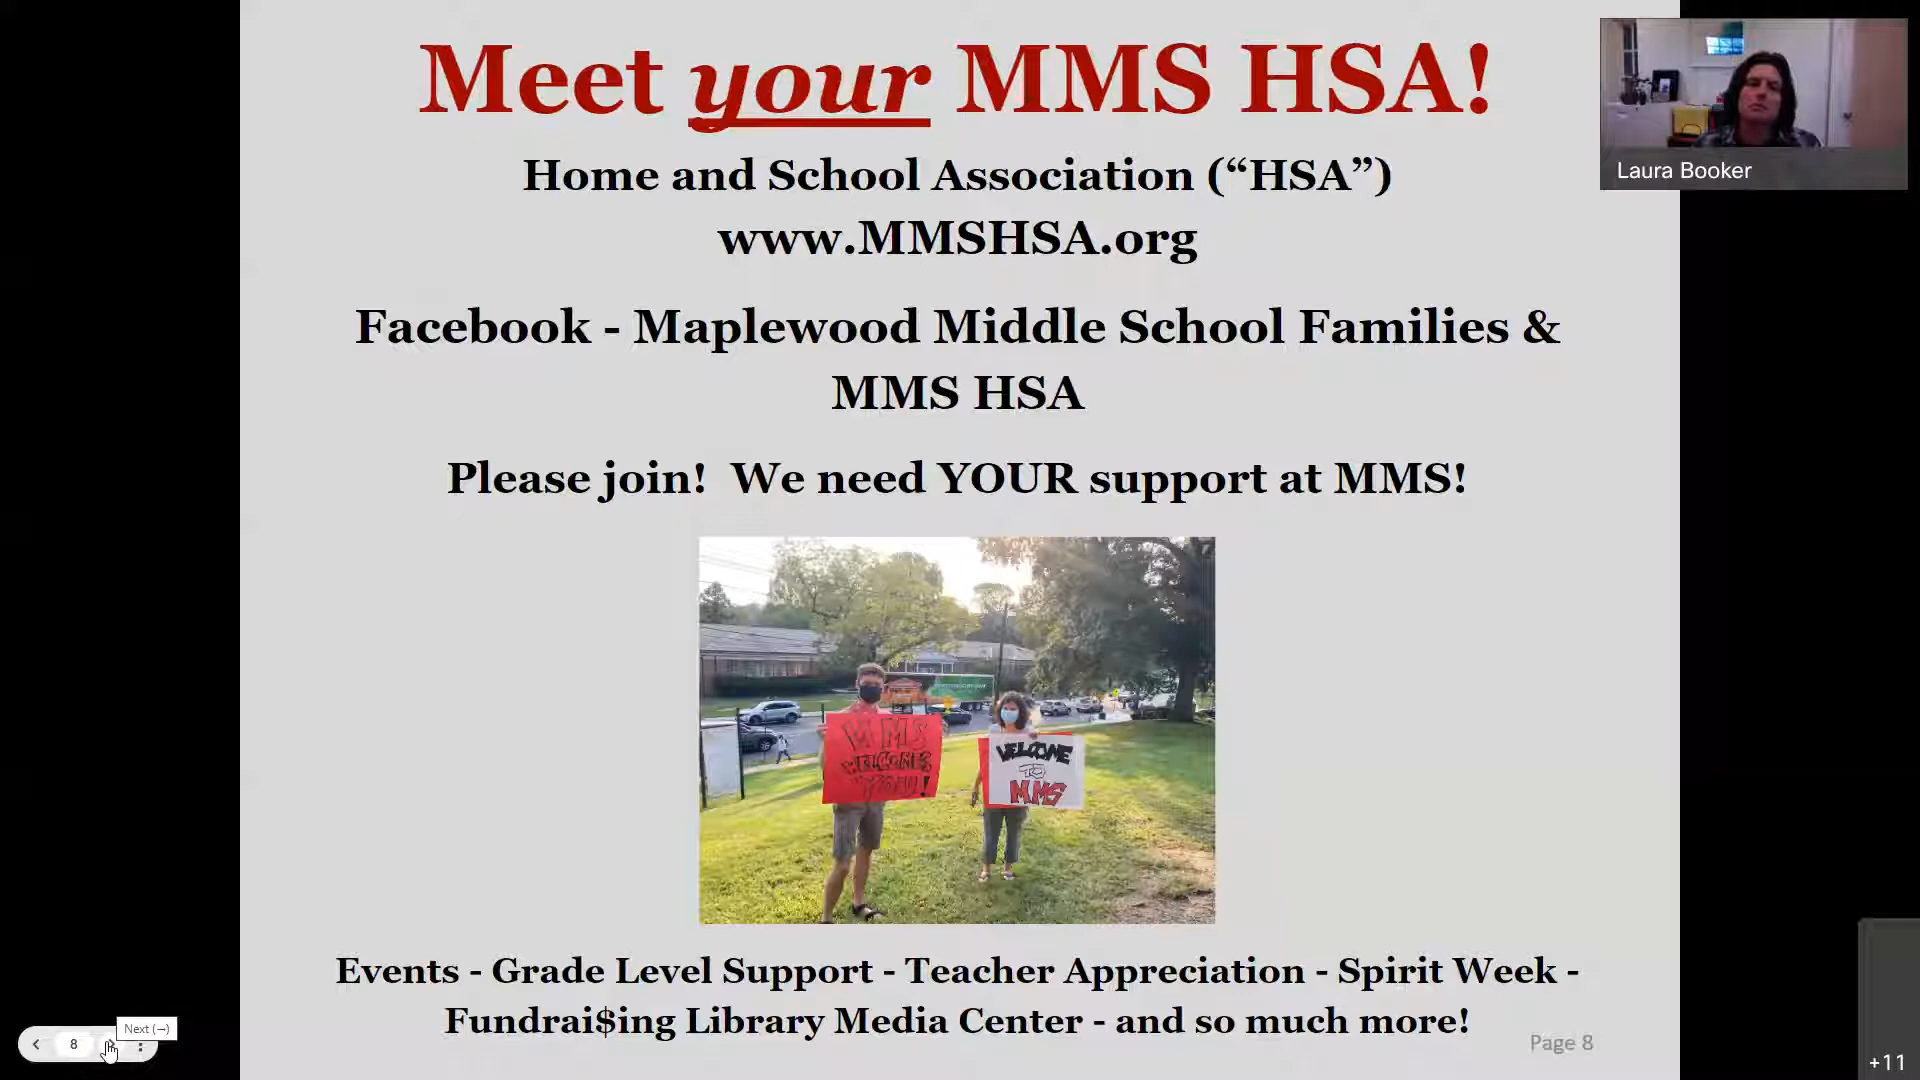 Meet your MMS HSA!
Home and School Association (“HSA”)
www.MMSHSA.org
Facebook - Maplewood Middle School Families &
MMS HSA
Please join!  We need YOUR support at MMS!
MMS
WELCOMES
YOU!
WELCOME
TO
MMS
Events - Grade Level Support - Teacher Appreciation - Spirit Week -
Fundrai$ing Library Media Center - and so much more!
Page 8
Laura Booker
Next (→)
8
+11